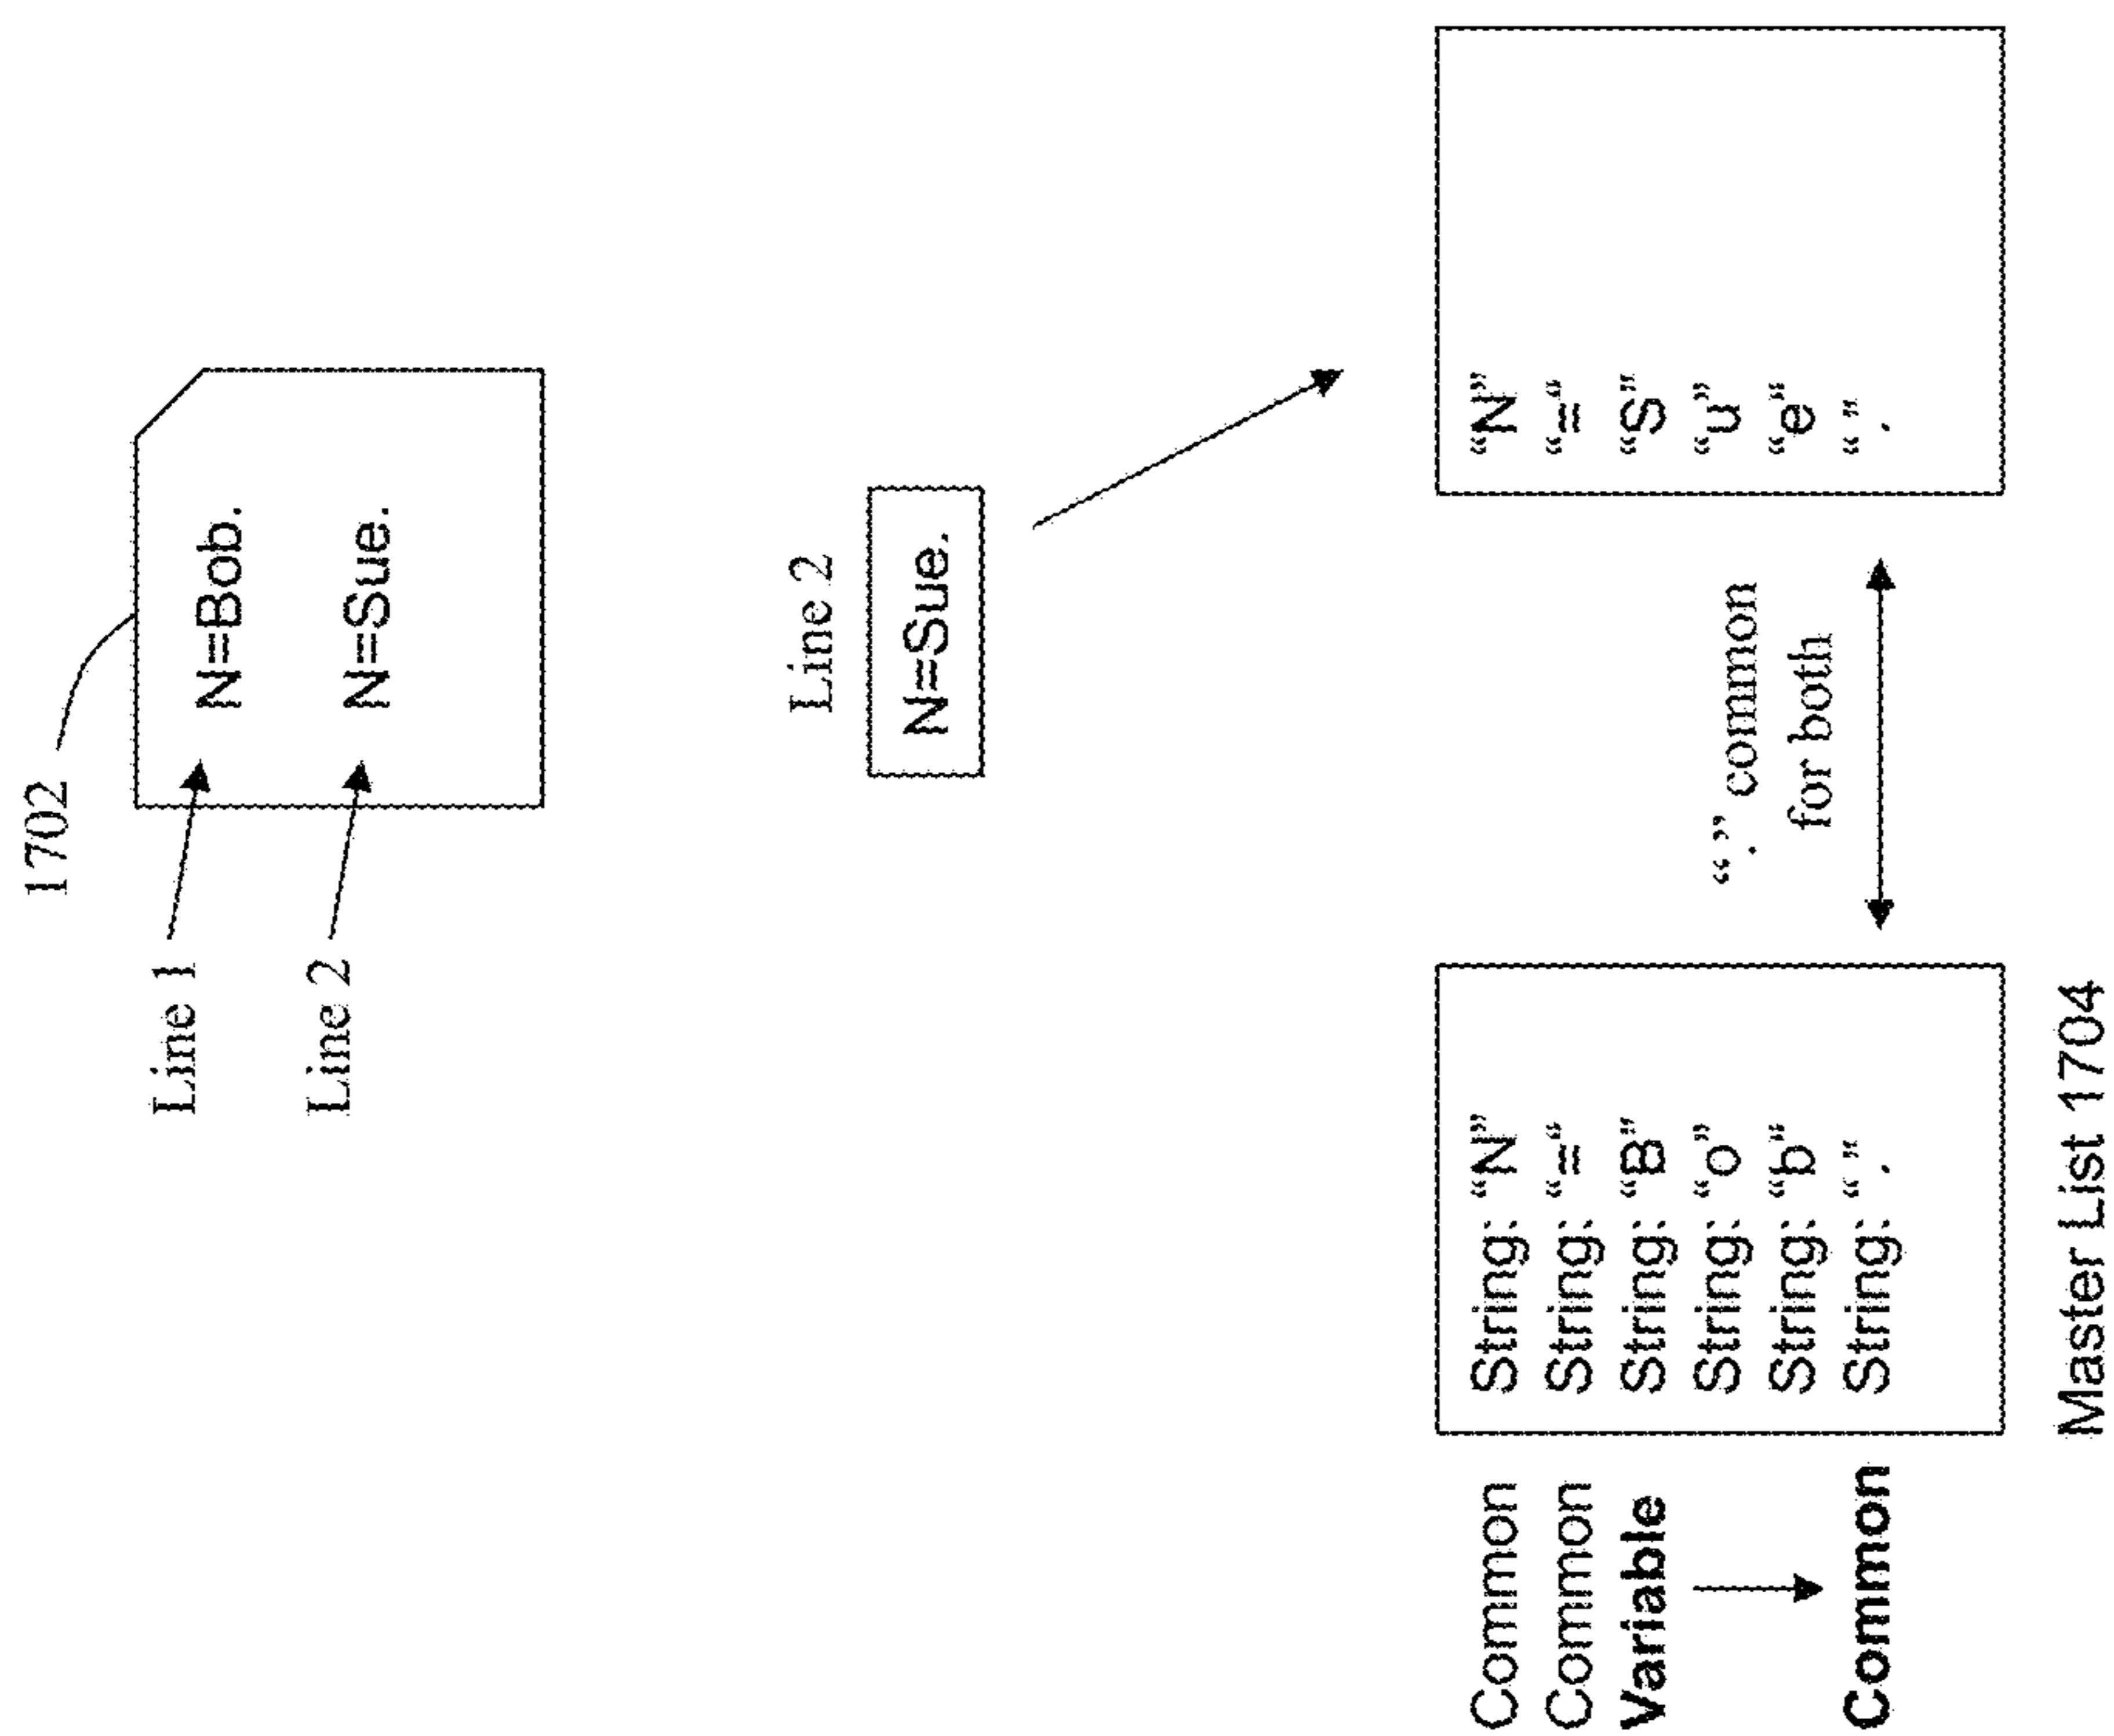 1702
Line 1
N=Bob.
Line 2
N=Sue.
Line 2
N=Sue.
Common String: “N”
Common String: “=“
Variable String: “B”
String: “o”
String: “b”
Common String: “.”
Master List 1704
“.” common
for both
“N”
“=“
“S”
“u”
“e”
“.”